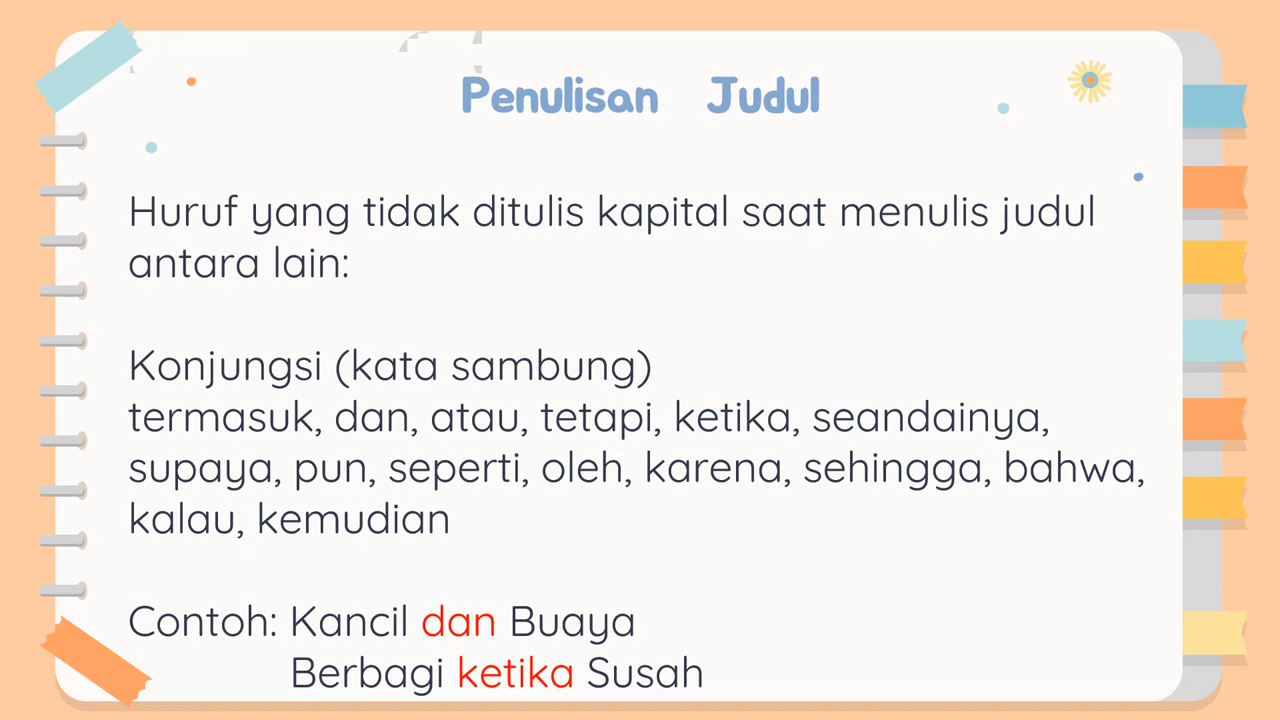 Penulisan Judul
Huruf yang tidak ditulis kapital saat menulis judul
antara lain:
Konjungsi (kata sambung)
termasuk, dan, atau, tetapi, ketika, seandainya,
supaya, pun, seperti, oleh, karena, sehingga, bahwa,
kalau, kemudian
Contoh: Kancil dan Buaya
Berbagi ketika Susah